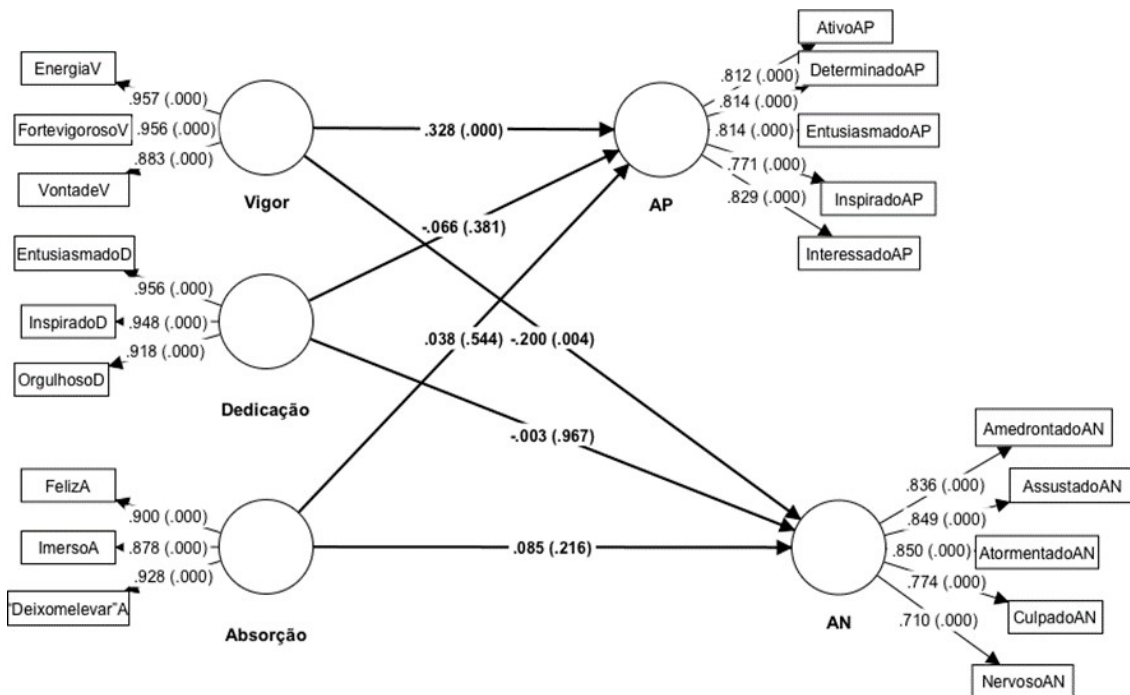 EnergiaV
.957 (.000)
FortevigorosoV
.956 (.000)
VontadeV
.883 (.000)
Vigor
EntusiasmadoD
.956 (.000)
InspiradoD
.948 (.000)
OrgulhosoD
.918 (.000)
Dedicação
FelizA
.900 (.000)
ImersoA
.878 (.000)
"Deixomelevar"A
.928 (.000)
Absorção
.328 (.000)
-.066 (.381)
.038 (.544)
-.200 (.004)
-.003 (.967)
.085 (.216)
AP
AtivoAP
.812 (.000)
DeterminadoAP
.814 (.000)
EntusiasmadoAP
.814 (.000)
InspiradoAP
.771 (.000)
InteressadoAP
.829 (.000)
AN
AmedrontadoAN
.836 (.000)
AssustadoAN
.849 (.000)
AtormentadoAN
.850 (.000)
CulpadoAN
.774 (.000)
NervosoAN
.710 (.000)